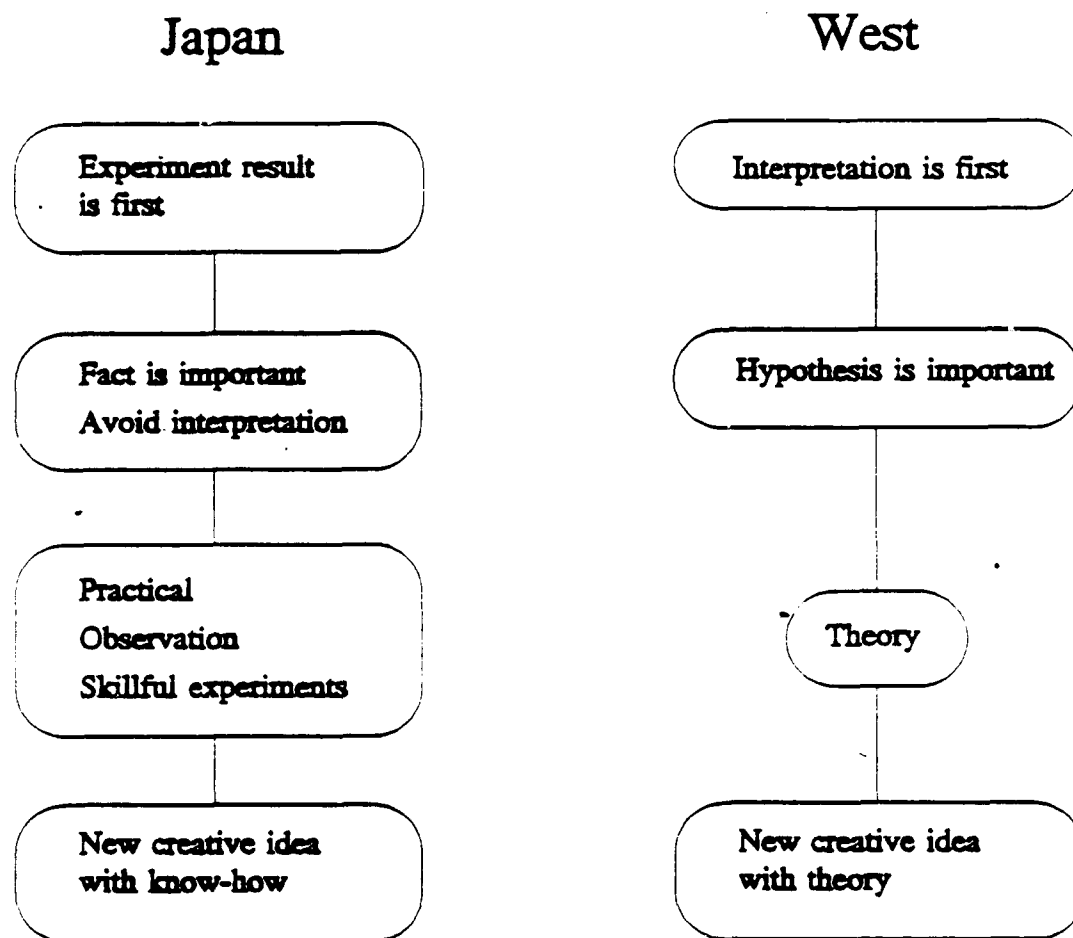 Japan
Experiment result
is first
Fact is important
Avoid interpretation
Practical
Observation
Skillful experiments
New creative idea
with know-how
West
Interpretation is first
Hypothesis is important
Theory
New creative idea
with theory